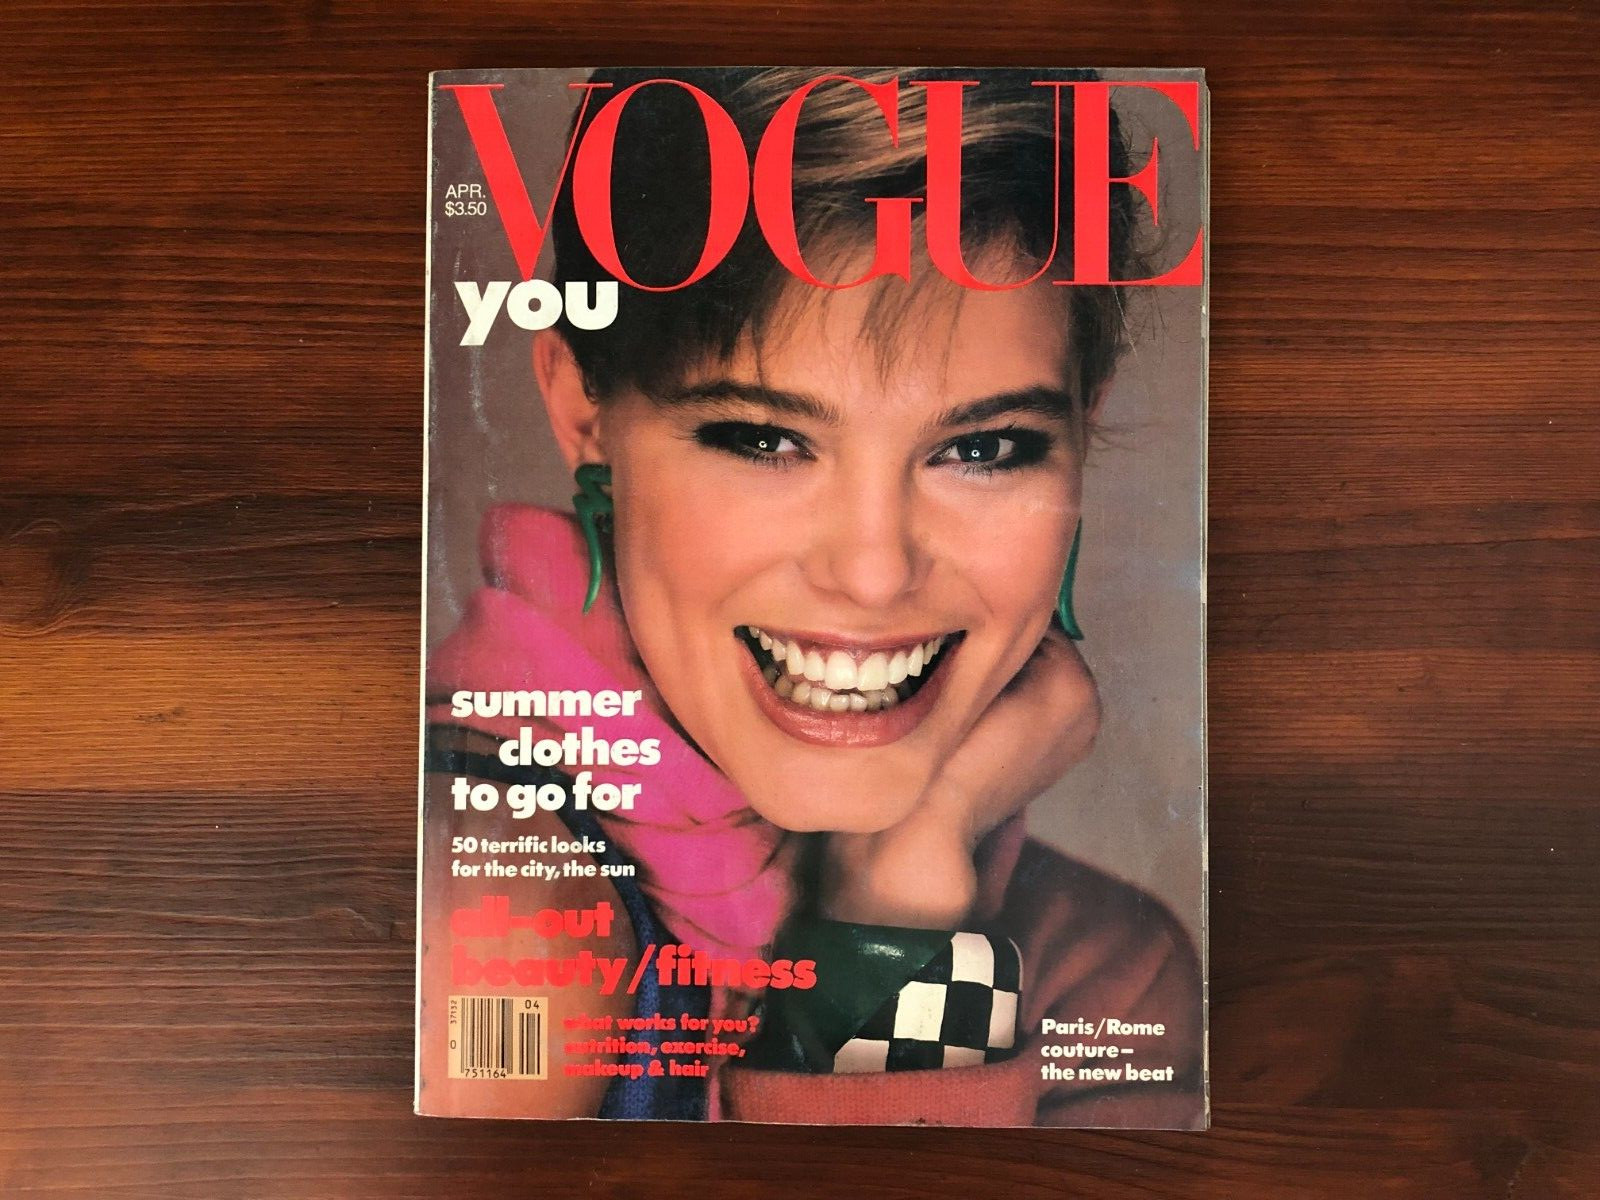 VOGUE
APR.
$3.50
you
summer
clothes
to go for
50 terrific looks
for the city, the sun
all-out
beauty/fitness
what works for you?
nutrition, exercise,
makeup & hair
Paris/Rome
couture–
the new beat
04
37132
0
751164